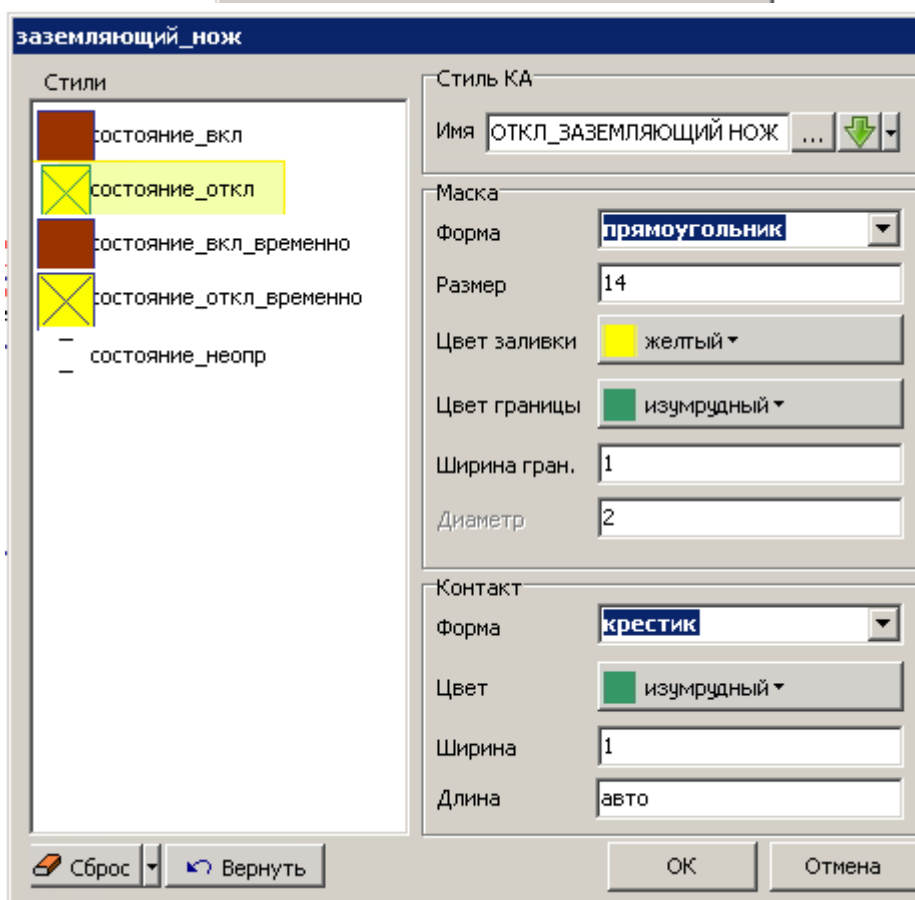 заземляющий_нож
Стили
состояние_вкл
состояние_откл
состояние_вкл_временно
состояние_откл_временно
состояние_неопр
Стиль КА
Имя ОТКЛ_ЗАЗЕМЛЯЮЩИЙ НОЖ ...
Маска
Форма прямоугольник
Размер 14
Цвет заливки желтый
Цвет границы изумрудный
Ширина гран. 1
Диаметр 2
Контакт
Форма крестик
Цвет изумрудный
Ширина 1
Длина авто
Сброс Вернуть ОК Отмена